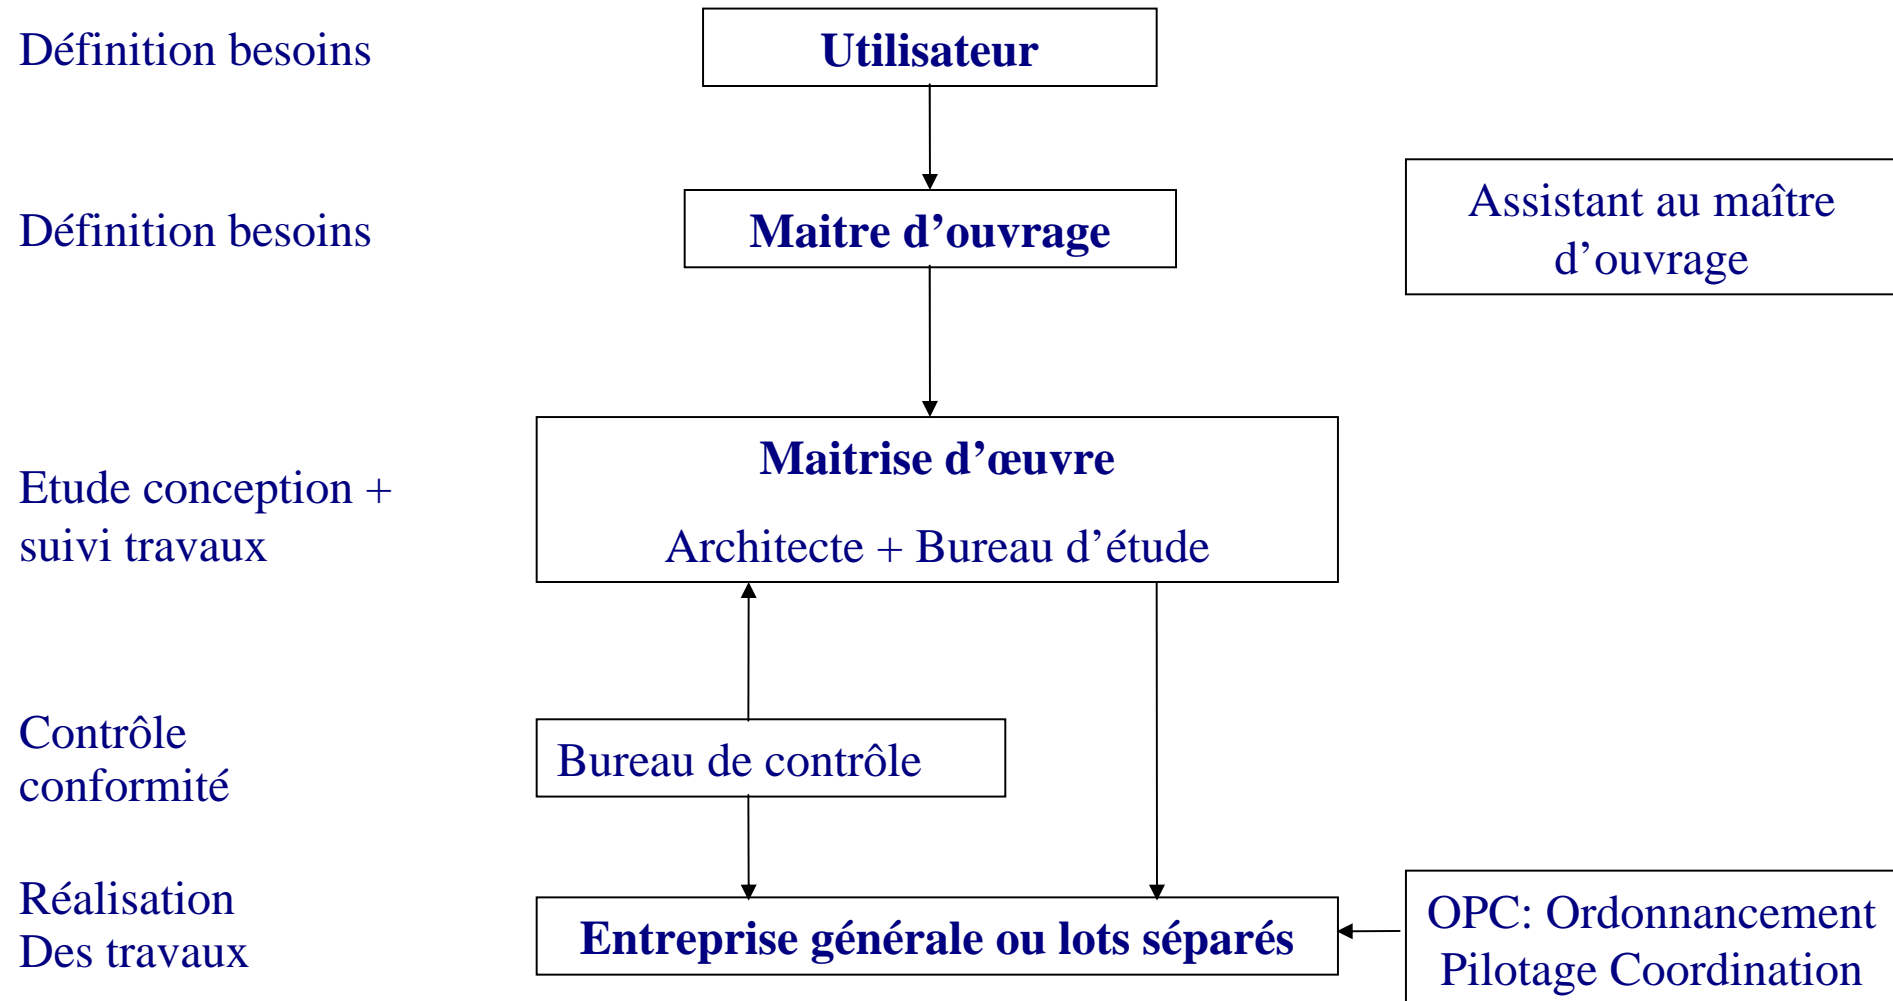 Définition besoins
Utilisateur
Définition besoins
Maitre d’ouvrage
Assistant au maître
d’ouvrage
Etude conception +
suivi travaux
Maitrise d’œuvre
Architecte + Bureau d’étude
Contrôle
conformité
Bureau de contrôle
Réalisation
Des travaux
Entreprise générale ou lots séparés
OPC: Ordonnancement
Pilotage Coordination